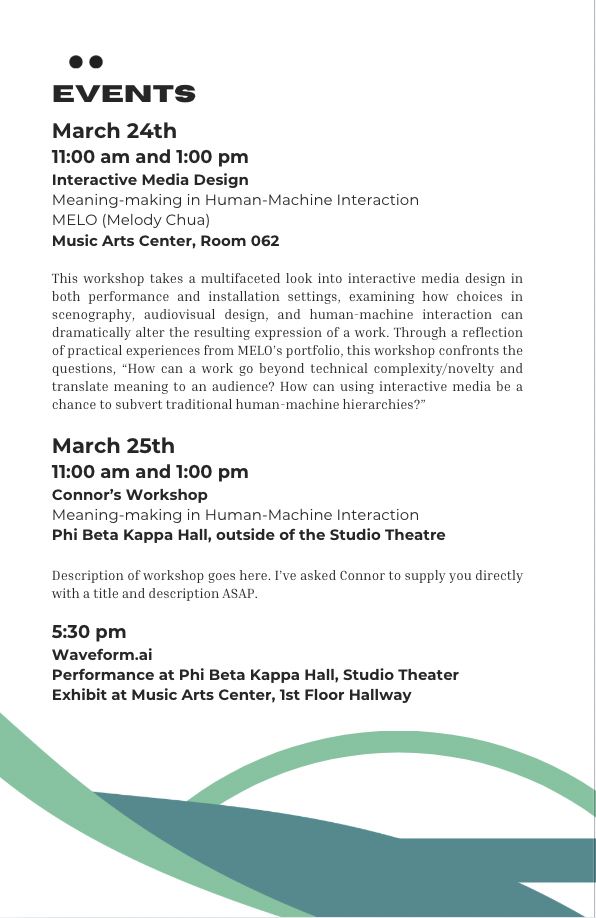 EVENTS
March 24th
11:00 am and 1:00 pm
Interactive Media Design
Meaning-making in Human-Machine Interaction
MELO (Melody Chua)
Music Arts Center, Room 062
This workshop takes a multifaceted look into interactive media design in
both performance and installation settings, examining how choices in
scenography, audiovisual design, and human-machine interaction can
dramatically alter the resulting expression of a work. Through a reflection
of practical experiences from MELO’s portfolio, this workshop confronts the
questions, “How can a work go beyond technical complexity/novelty and
translate meaning to an audience? How can using interactive media be a
chance to subvert traditional human-machine hierarchies?”
March 25th
11:00 am and 1:00 pm
Connor’s Workshop
Meaning-making in Human-Machine Interaction
Phi Beta Kappa Hall, outside of the Studio Theatre
Description of workshop goes here. I’ve asked Connor to supply you directly
with a title and description ASAP.
5:30 pm
Waveform.ai
Performance at Phi Beta Kappa Hall, Studio Theater
Exhibit at Music Arts Center, 1st Floor Hallway